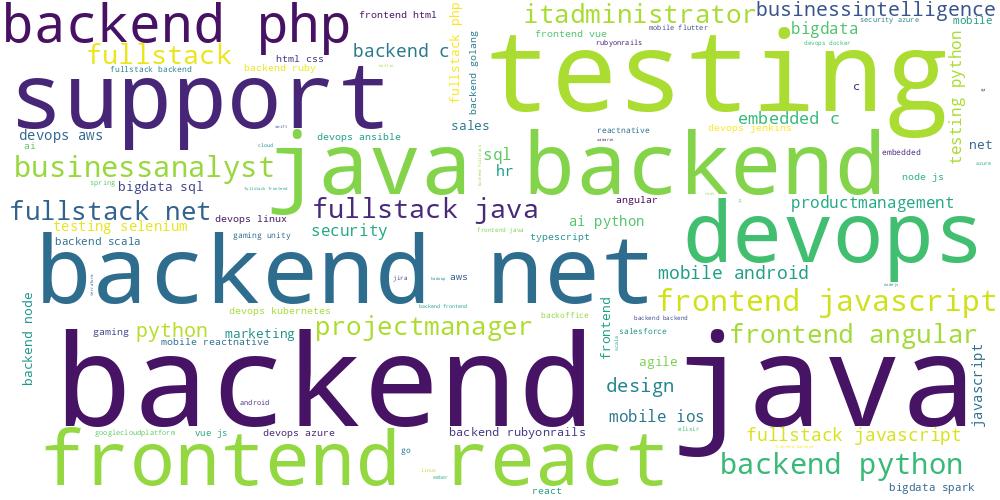 backend php
frontend html
fullstack php
itadministrator
businessintelligence
fullstack
html css
backend c
frontend vue
mobile flutter
bigdata
security azure
mobile
rubyonrails
devops docker
fullstack backend
backend ruby
backend golang
support
testing
c
testing python
embedded c
devops aws
sales
devops ansible
reactnative
devops jenkins
net
ai
cloud
java
sql
hr
backend
embedded
azure
businessanalyst
spring
bigdata sql
node js
fullstack net
devops linux
fullstack java
angular
productmanagement
testing selenium
security
ai python
devops
frontend java
backend scala
gaming unity
typescript
backend net
jira
hadoop
aws
mobile android
backend node
frontend javascript
devops kubernetes
backend frontend
backoffice
frontend
backend backend
gaming
python
marketing
projectmanager
salesforce
frontend angular
mobile reactnative
agile
javascript
backend java
design
android
mobile ios
googlecloudplatform
vue js
devops azure
backend rubyonrails
elixir
fullstack javascript
frontend react
go
linux
ember
backend python
react
bigdata spark